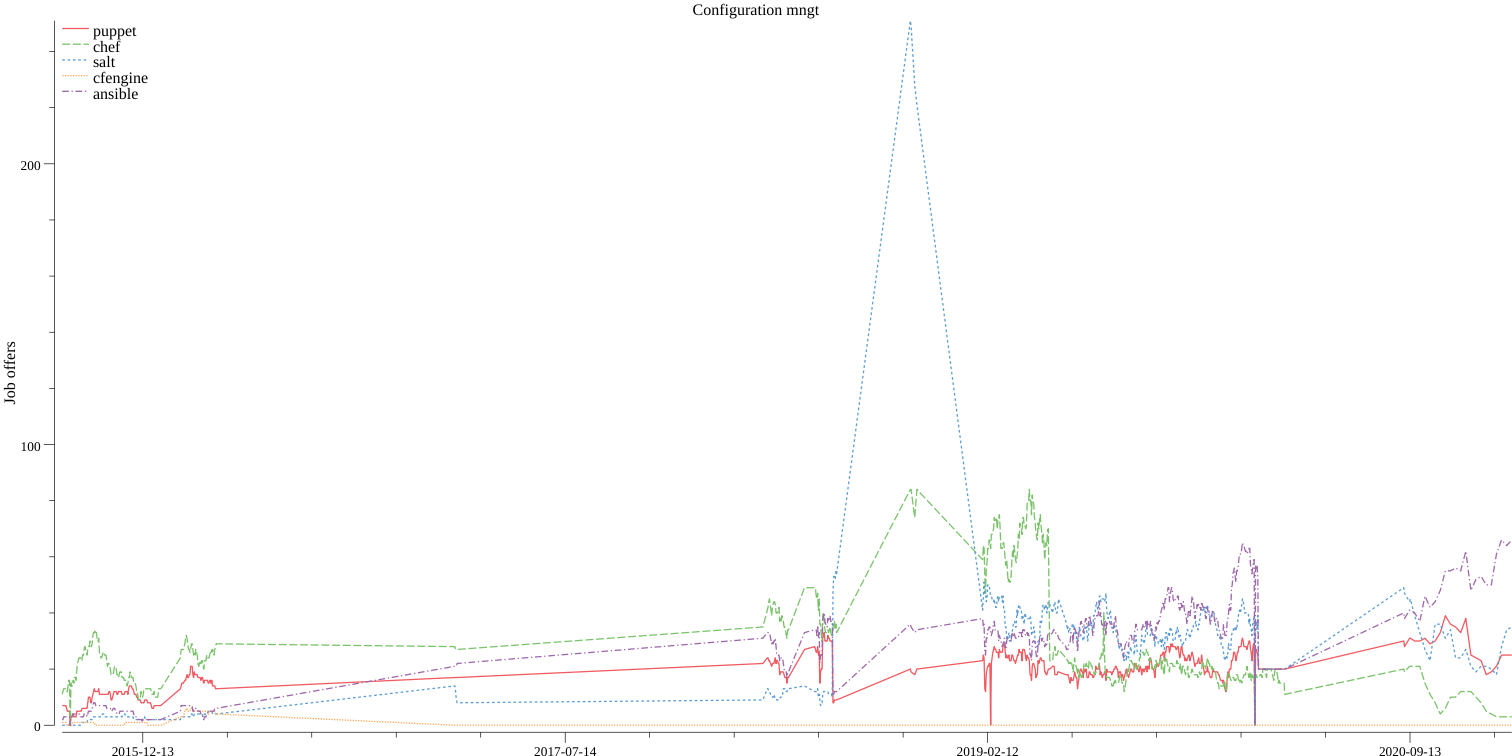 Configuration mngt
puppet
chef
salt
cfengine
ansible
Job offers
200
100
0
2015-12-13
2017-07-14
2019-02-12
2020-09-13